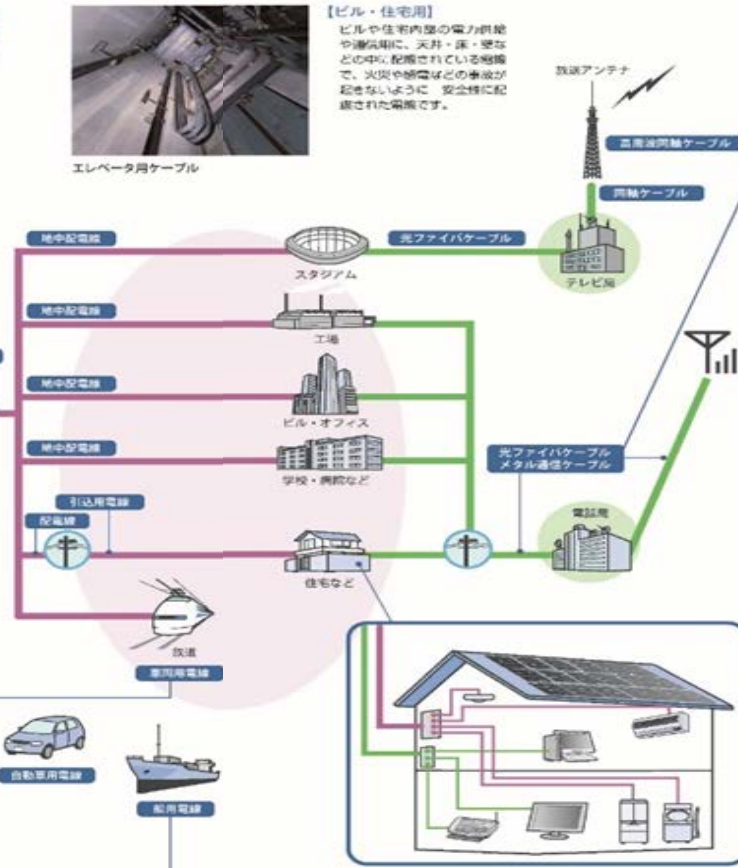 【ビル・住宅用】
ビルや住宅内部の電力供給
や通信用に、天井・床・壁な
どの中に配線されている電線
で、火災や感電などの事故が
起きないように 安全性に配
慮された電線です。
エレベータ用ケーブル
放送アンテナ
高周波同軸ケーブル
同軸ケーブル
地中配電線
光ファイバケーブル
スタジアム
テレビ局
地中配電線
工場
地中配電線
ビル・オフィス
地中配電線
学校・病院など
光ファイバケーブル
メタル通信ケーブル
引込用電線
配電線
電話局
住宅など
鉄道
車両用電線
自動車用電線
船用電線